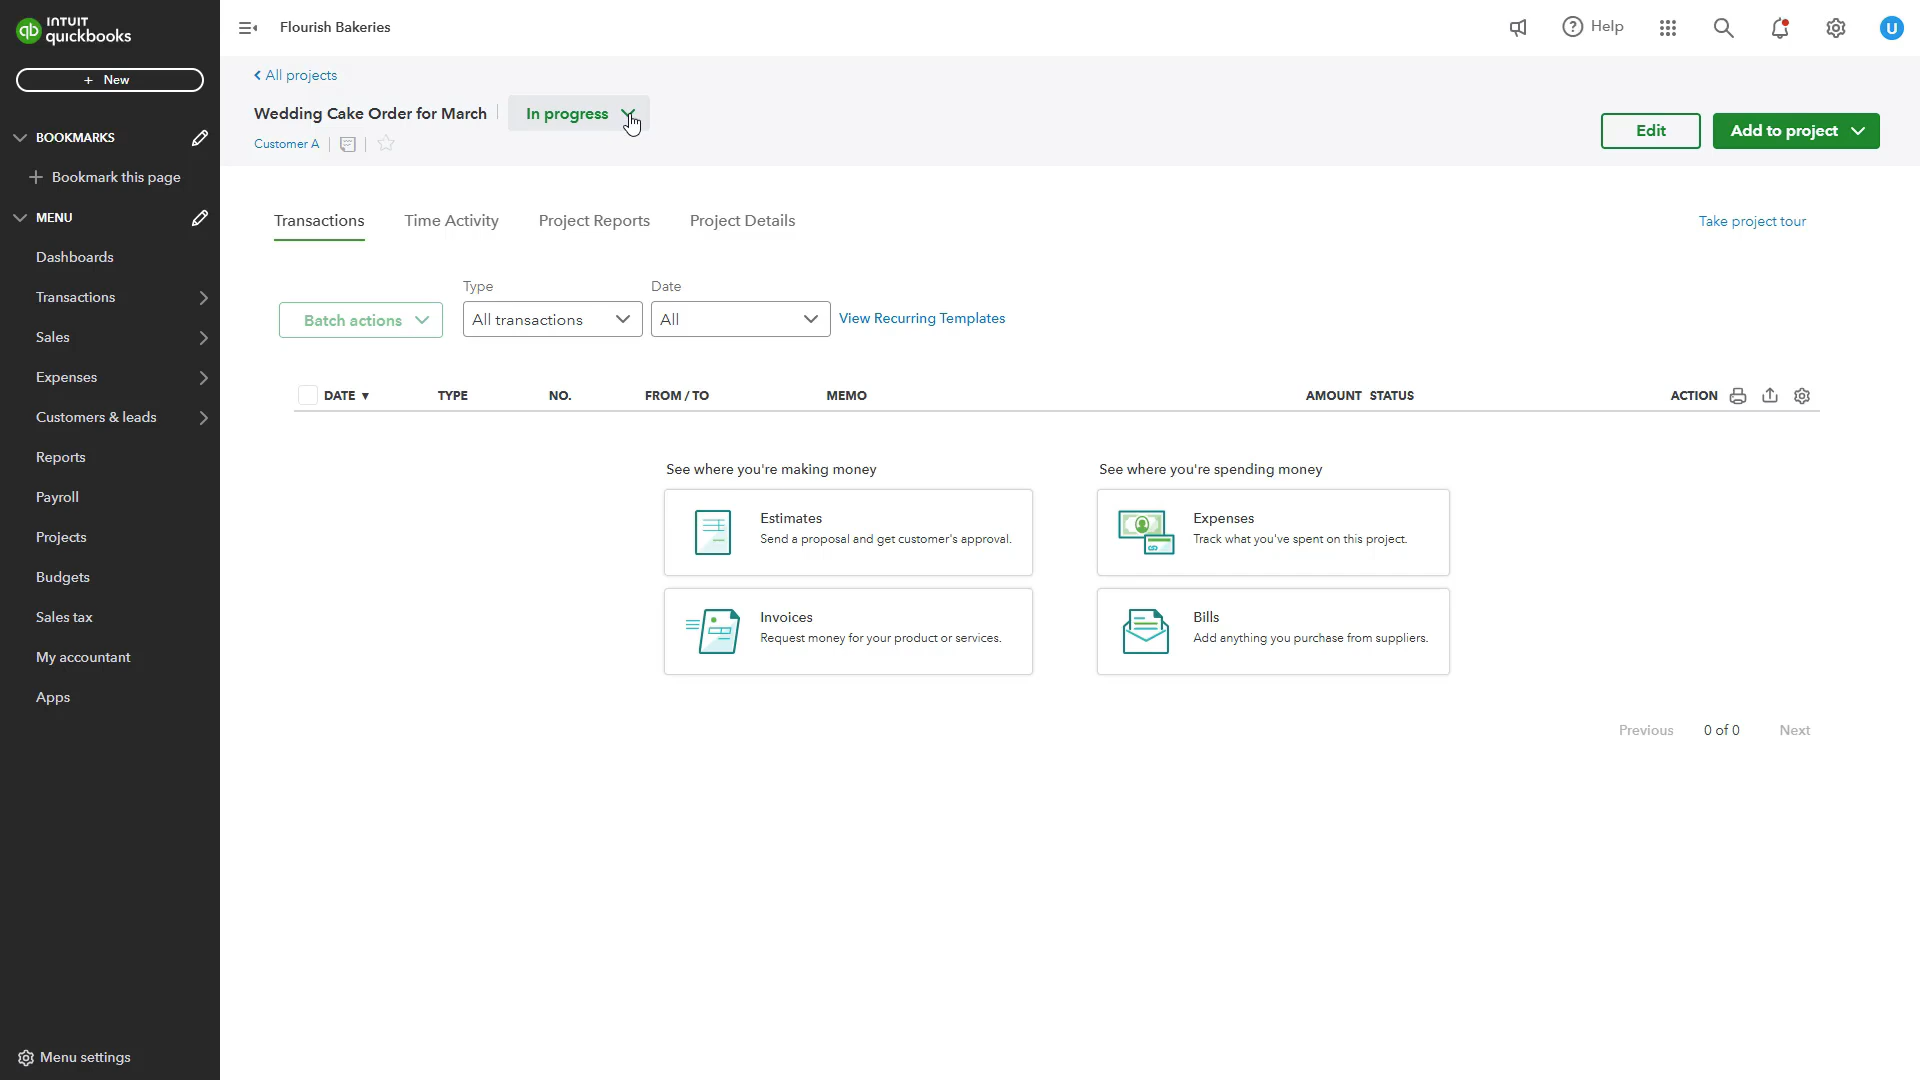 INTUIT
quickbooks
qb
Flourish Bakeries
Help
U
+ New
BOOKMARKS
Bookmark this page
MENU
Dashboards
Transactions
Sales
Expenses
Customers & leads
Reports
Payroll
Projects
Budgets
Sales tax
My accountant
Apps
Menu settings
All projects
Wedding Cake Order for March
In progress
Customer A
Edit
Add to project
Transactions
Time Activity
Project Reports
Project Details
Take project tour
Batch actions
Type
All transactions
Date
All
View Recurring Templates
DATE ▼
TYPE
NO.
FROM / TO
MEMO
AMOUNT
STATUS
ACTION
See where you're making money
Estimates
Send a proposal and get customer's approval.
Invoices
Request money for your product or services.
See where you're spending money
Expenses
Track what you've spent on this project.
Bills
Add anything you purchase from suppliers.
Previous
0 of 0
Next